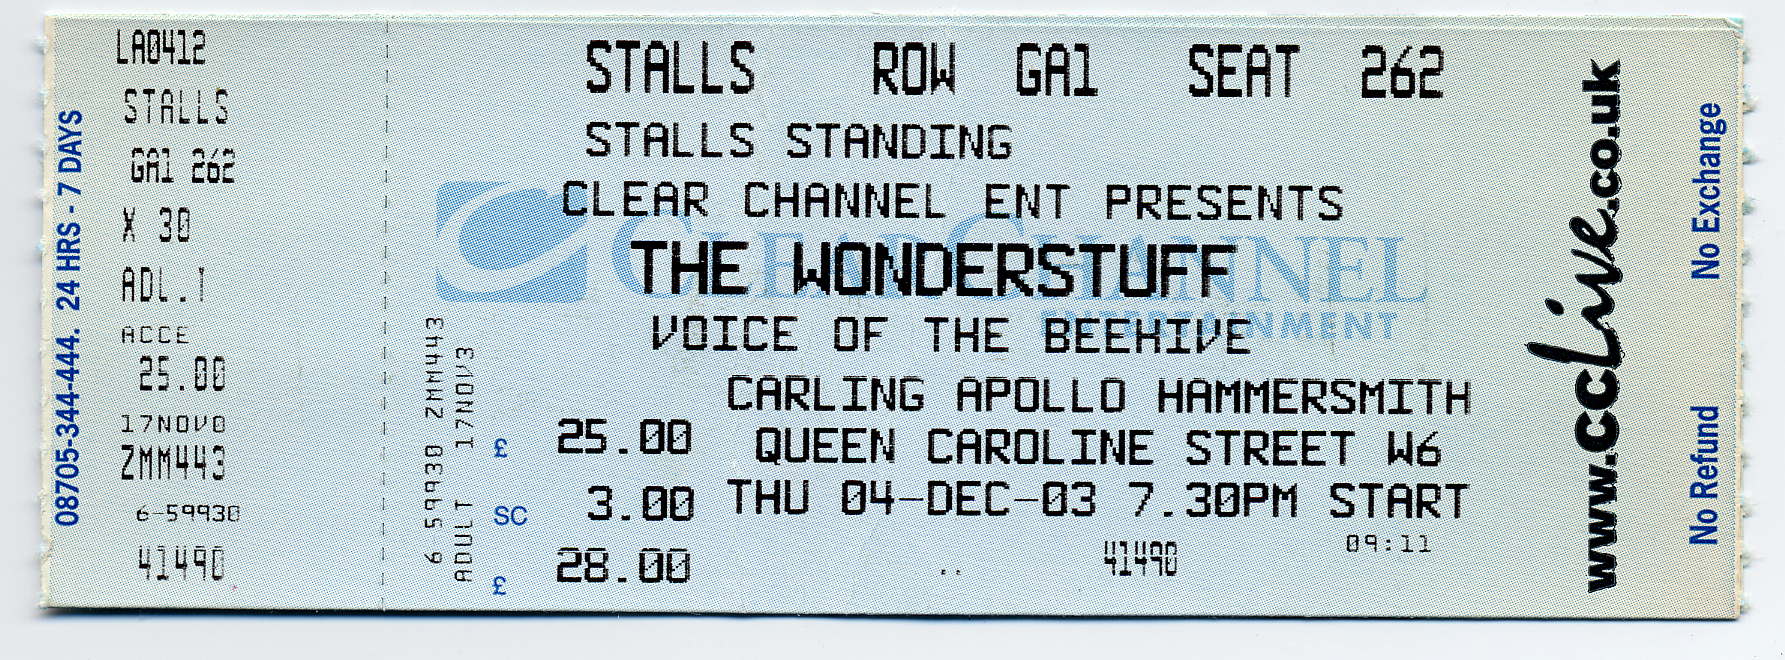 08705-344-444. 24 HRS - 7 DAYS
LA0412
STALLS
GA1 262
X 30
ADL.
ACCE
25.00
17NOV0
ZMM443
6-59930
41490
6 59930 ZMM443
ADULT 17NOV3
STALLS ROW GA1 SEAT 262
STALLS STANDING
CLEAR CHANNEL ENT PRESENTS
CLEAR CHANNEL
ENTERTAINMENT
THE WONDERSTUFF
VOICE OF THE BEEHIVE
CARLING APOLLO HAMMERSMITH
£ 25.00 QUEEN CAROLINE STREET W6
SC 3.00 THU 04-DEC-03 7.30PM START
£ 28.00 .. 41490 09:11
www.ccLive.co.uk
No Refund No Exchange